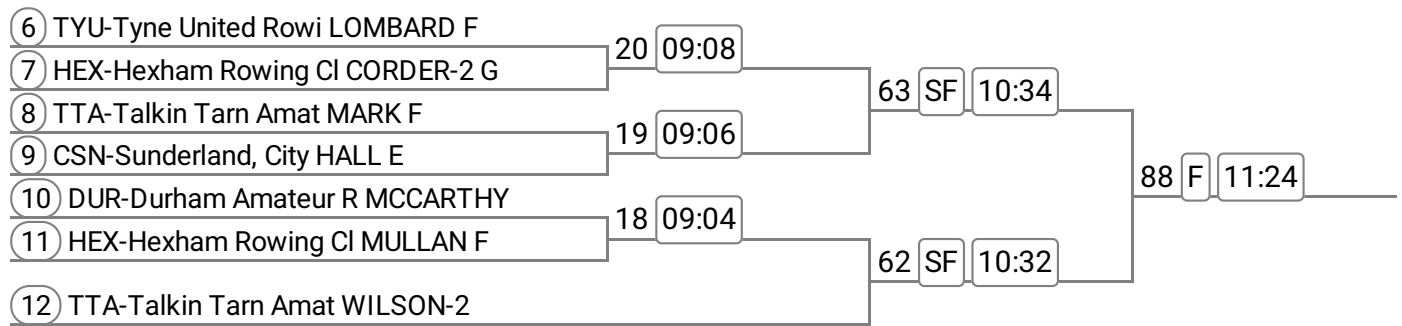 6 TYU-Tyne United Rowi LOMBARD F
7 HEX-Hexham Rowing Cl CORDER-2 G
8 TTA-Talkin Tarn Amat MARK F
9 CSN-Sunderland, City HALL E
10 DUR-Durham Amateur R MCCARTHY
11 HEX-Hexham Rowing Cl MULLAN F
12 TTA-Talkin Tarn Amat WILSON-2
20 09:08
19 09:06
18 09:04
63 SF 10:34
62 SF 10:32
88 F 11:24